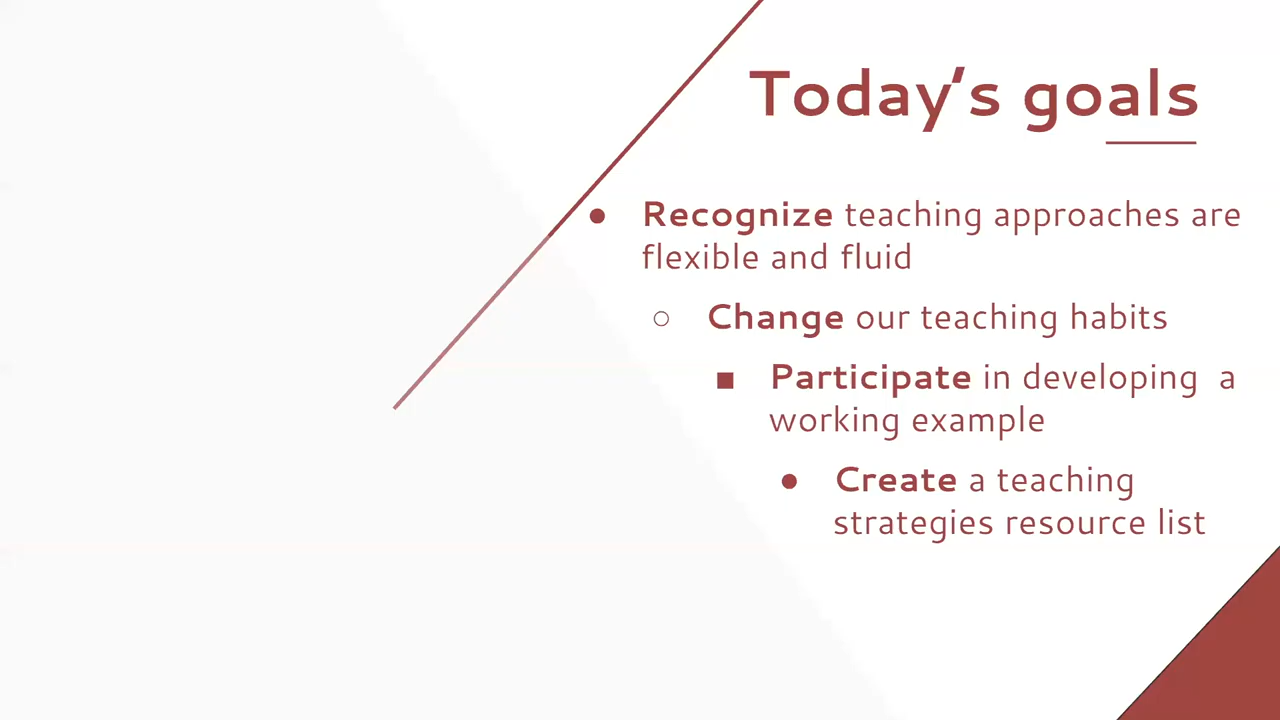 Today's goals
● Recognize teaching approaches are
flexible and fluid
○ Change our teaching habits
■ Participate in developing  a
working example
● Create a teaching
strategies resource list